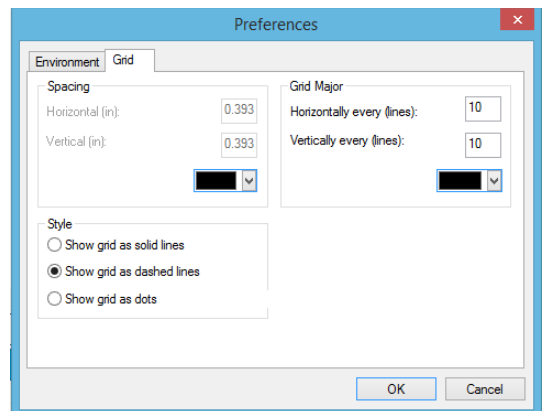 Preferences
Environment Grid
Spacing
Horizontal (in): 0.393
Vertical (in): 0.393
Grid Major
Horizontally every (lines): 10
Vertically every (lines): 10
Style
Show grid as solid lines
Show grid as dashed lines
Show grid as dots
OK Cancel